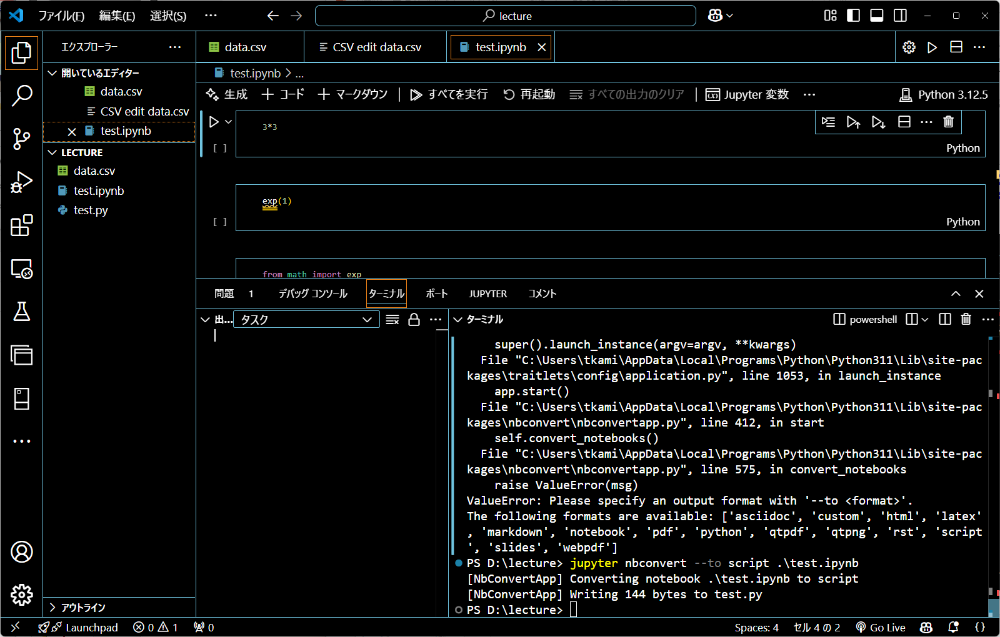 ファイル(F) 編集(E) 選択(S) ··· lecture
エクスプローラー ···
data.csv CSV edit data.csv test.ipynb
開いているエディター
data.csv
CSV edit data.csv
test.ipynb
LECTURE
data.csv
test.ipynb
test.py
アウトライン
test.ipynb > ...
生成 + コード + マークダウン | すべてを実行 再起動 すべての出力のクリア | Jupyter 変数 ··· Python 3.12.5
3*3
[ ]
Python
exp(1)
[ ]
Python
from math import exp
問題 1 デバッグ コンソール ターミナル ポート JUPYTER コメント
出... タスク
ターミナル powershell
super().launch_instance(argv=argv, **kwargs)
File "C:\Users\tkami\AppData\Local\Programs\Python\Python311\Lib\site-pac
kages\traitlets\config\application.py", line 1053, in launch_instance
app.start()
File "C:\Users\tkami\AppData\Local\Programs\Python\Python311\Lib\site-pac
kages\nbconvert\nbconvertapp.py", line 412, in start
self.convert_notebooks()
File "C:\Users\tkami\AppData\Local\Programs\Python\Python311\Lib\site-pac
kages\nbconvert\nbconvertapp.py", line 575, in convert_notebooks
raise ValueError(msg)
ValueError: Please specify an output format with '--to <format>'.
The following formats are available: ['asciidoc', 'custom', 'html', 'latex'
, 'markdown', 'notebook', 'pdf', 'python', 'qtpdf', 'qtpng', 'rst', 'script
', 'slides', 'webpdf']
PS D:\lecture> jupyter nbconvert --to script .\test.ipynb
[NbConvertApp] Converting notebook .\test.ipynb to script
[NbConvertApp] Writing 144 bytes to test.py
PS D:\lecture>
Launchpad 0 1 0 Spaces: 4 セル 4 の 2 Go Live {}